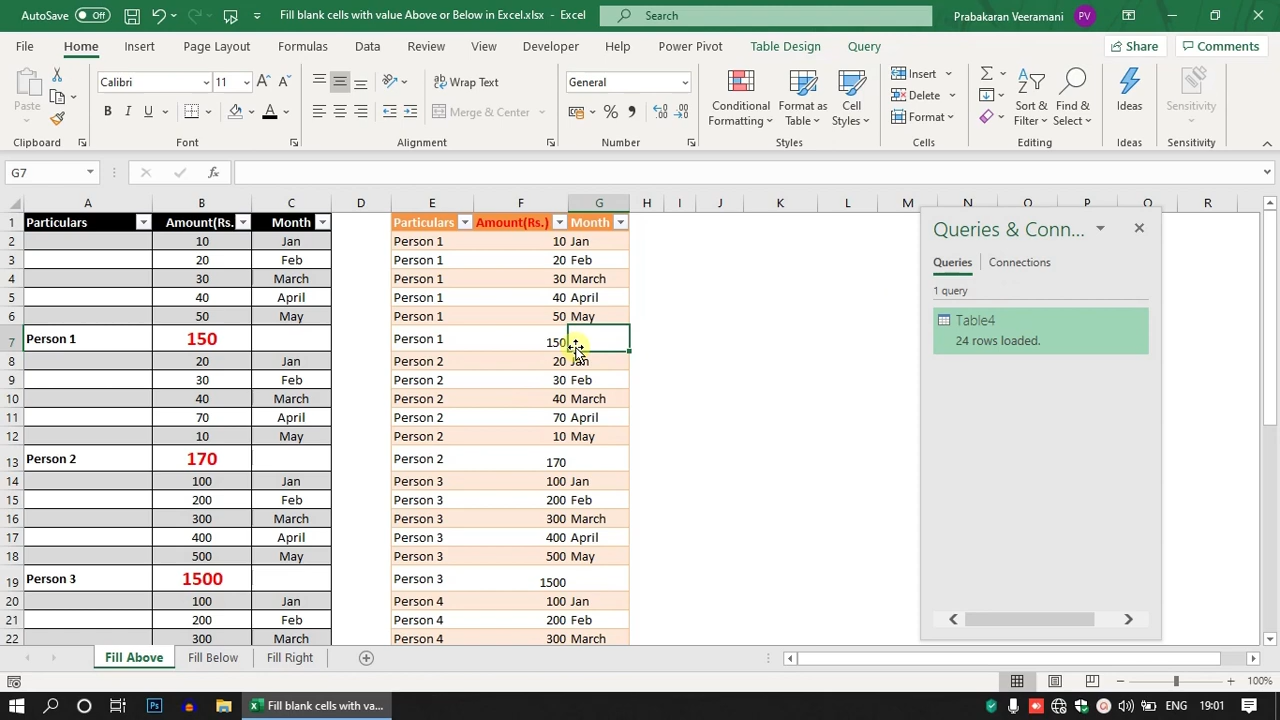 AutoSave Off Fill blank cells with value Above or Below in Excel.xlsx - Excel Search Prabakaran Veeramani PV
File Home Insert Page Layout Formulas Data Review View Developer Help Power Pivot Table Design Query Share Comments
Paste Calibri 11 Wrap Text General Conditional Formatting Format as Table Cell Styles Insert Sort & Filter Find & Select Ideas Sensitivity
B I U Merge & Center % Delete
Format
Clipboard Font Alignment Number Styles Cells Editing Ideas Sensitivity
G7 fx
A B C D E F G H I J K L M N O P Q R
1 Particulars Amount(Rs. Month Particulars Amount(Rs.) Month
2 10 Jan Person 1 10 Jan
3 20 Feb Person 1 20 Feb
4 30 March Person 1 30 March
5 40 April Person 1 40 April
6 50 May Person 1 50 May
7 Person 1 150 Person 1 150
8 20 Jan Person 2 20 Jan
9 30 Feb Person 2 30 Feb
10 40 March Person 2 40 March
11 70 April Person 2 70 April
12 10 May Person 2 10 May
13 Person 2 170 Person 2 170
14 100 Jan Person 3 100 Jan
15 200 Feb Person 3 200 Feb
16 300 March Person 3 300 March
17 400 April Person 3 400 April
18 500 May Person 3 500 May
19 Person 3 1500 Person 3 1500
20 100 Jan Person 4 100 Jan
21 200 Feb Person 4 200 Feb
22 300 March Person 4 300 March
Queries & Conn...
Queries Connections
1 query
Table4
24 rows loaded.
Fill Above Fill Below Fill Right
100%
Fill blank cells with va... ENG 19:01